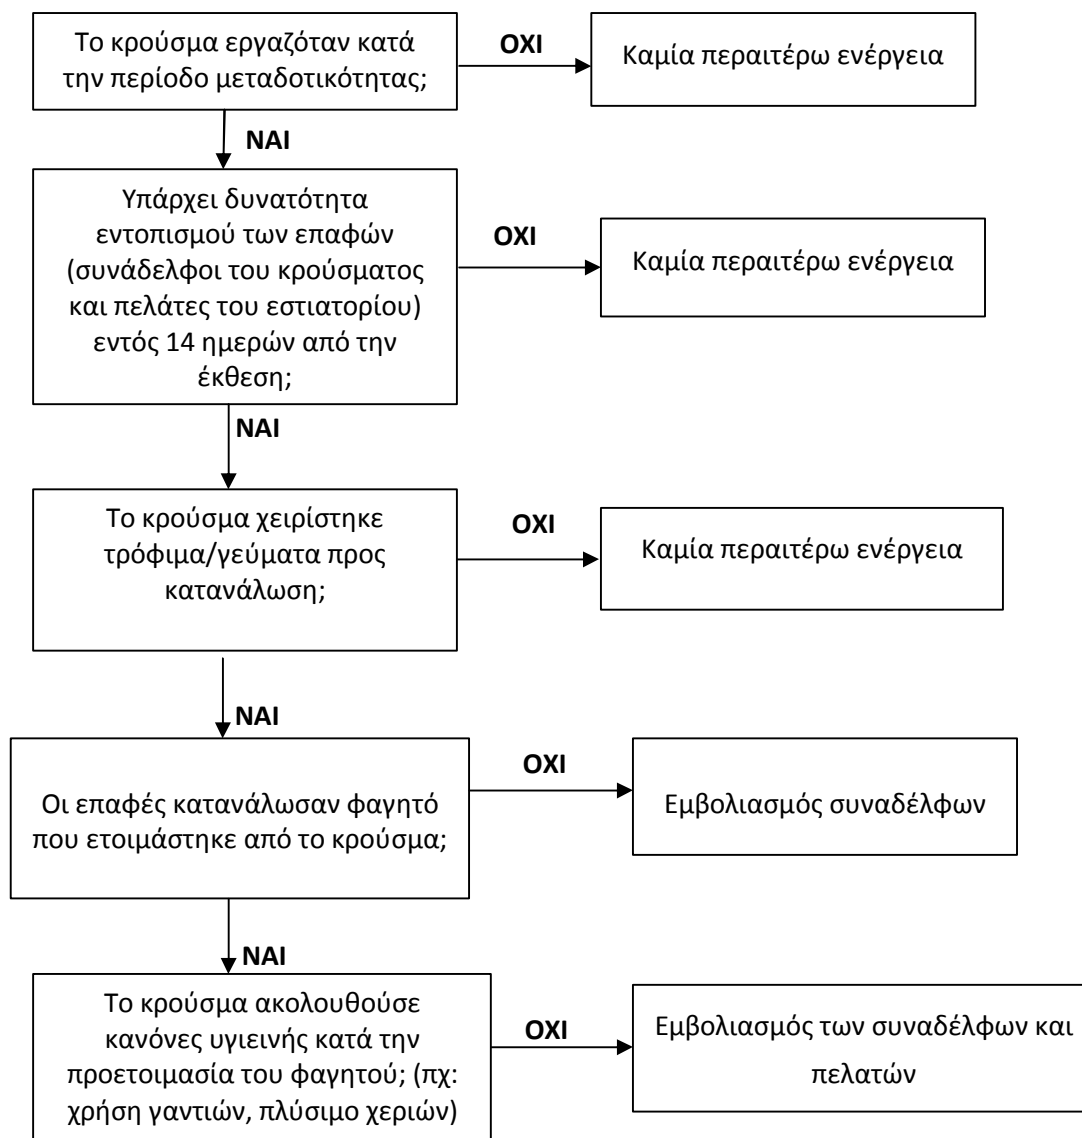 Το κρούσμα εργαζόταν κατά
την περίοδο μεταδοτικότητας;
ΟΧΙ
Καμία περαιτέρω ενέργεια
ΝΑΙ
Υπάρχει δυνατότητα
εντοπισμού των επαφών
(συνάδελφοι του κρούσματος
και πελάτες του εστιατορίου)
εντός 14 ημερών από την
έκθεση;
ΟΧΙ
Καμία περαιτέρω ενέργεια
ΝΑΙ
Το κρούσμα χειρίστηκε
τρόφιμα/γεύματα προς
κατανάλωση;
ΟΧΙ
Καμία περαιτέρω ενέργεια
ΝΑΙ
Οι επαφές κατανάλωσαν φαγητό
που ετοιμάστηκε από το κρούσμα;
ΟΧΙ
Εμβολιασμός συναδέλφων
ΝΑΙ
Το κρούσμα ακολουθούσε
κανόνες υγιεινής κατά την
προετοιμασία του φαγητού; (πχ:
χρήση γαντιών, πλύσιμο χεριών)
ΟΧΙ
Εμβολιασμός των συναδέλφων και
πελατών